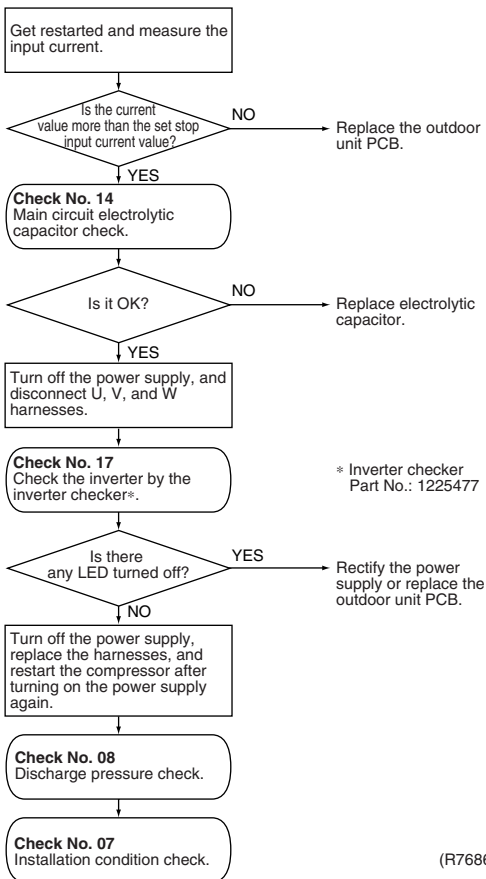 Get restarted and measure the
input current.
Is the current
value more than the set stop
input current value?
NO
Replace the outdoor
unit PCB.
YES
Check No. 14
Main circuit electrolytic
capacitor check.
Is it OK?
NO
Replace electrolytic
capacitor.
YES
Turn off the power supply, and
disconnect U, V, and W
harnesses.
Check No. 17
Check the inverter by the
inverter checker∗.
∗ Inverter checker
Part No.: 1225477
Is there
any LED turned off?
YES
Rectify the power
supply or replace the
outdoor unit PCB.
NO
Turn off the power supply,
replace the harnesses, and
restart the compressor after
turning on the power supply
again.
Check No. 08
Discharge pressure check.
Check No. 07
Installation condition check.
(R7686